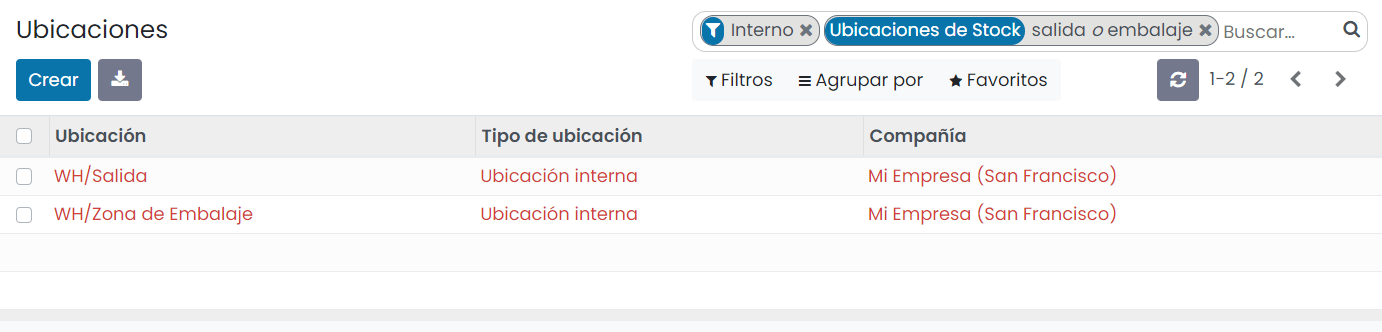 Ubicaciones
Interno × Ubicaciones de Stock salida o embalaje × Buscar...
Crear
Filtros Agrupar por Favoritos 1-2 / 2
Ubicación Tipo de ubicación Compañía
WH/Salida Ubicación interna Mi Empresa (San Francisco)
WH/Zona de Embalaje Ubicación interna Mi Empresa (San Francisco)